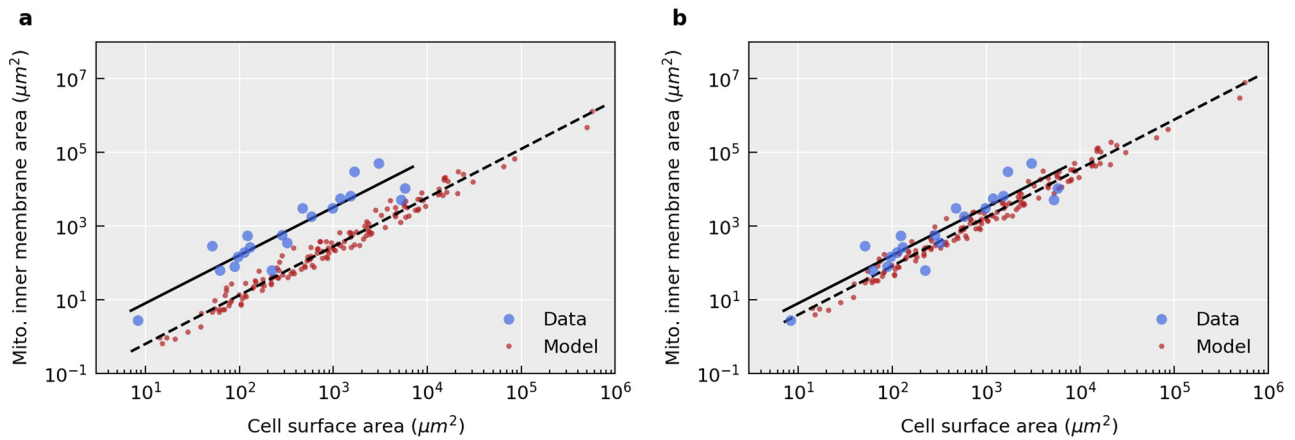 a
Mito. inner membrane area (μm²)
10⁷
10⁵
10³
10¹
10⁻¹
Data
Model
10¹ 10² 10³ 10⁴ 10⁵ 10⁶
Cell surface area (μm²)
b
Mito. inner membrane area (μm²)
10⁷
10⁵
10³
10¹
10⁻¹
Data
Model
10¹ 10² 10³ 10⁴ 10⁵ 10⁶
Cell surface area (μm²)